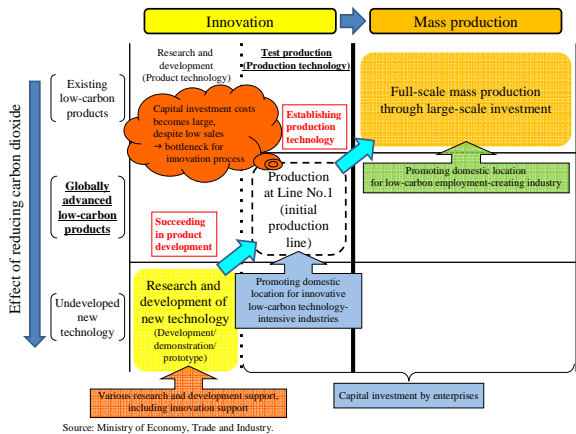 Innovation
Mass production
Research and
development
(Product technology)
Test production
(Production technology)
Effect of reducing carbon dioxide
Existing
low-carbon
products
Capital investment costs
becomes large,
despite low sales
→ bottleneck for
innovation process
Establishing
production
technology
Full-scale mass production
through large-scale investment
Globally
advanced
low-carbon
products
Succeeding
in product
development
Production
at Line No.1
(initial
production
line)
Promoting domestic location
for low-carbon employment-creating industry
Undeveloped
new
technology
Research and
development of
new technology
(Development/
demonstration/
prototype)
Promoting domestic
location for innovative
low-carbon technology-
intensive industries
Various research and development support,
including innovation support
Capital investment by enterprises
Source: Ministry of Economy, Trade and Industry.